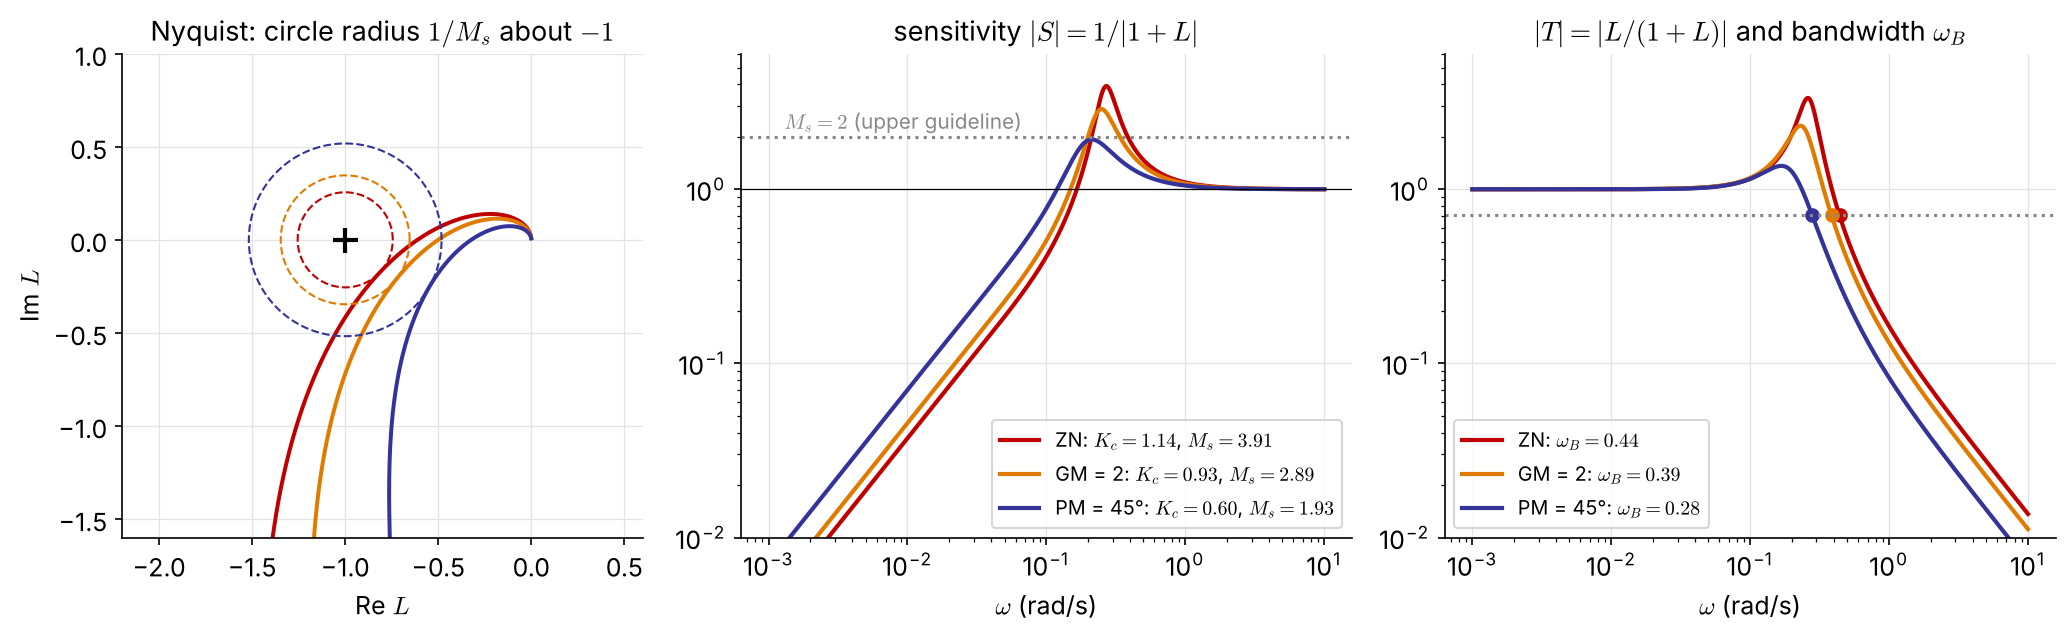 Nyquist: circle radius 1/M_s about −1
1.0
0.5
0.0
−0.5
−1.0
−1.5
Im L
−2.0 −1.5 −1.0 −0.5 0.0 0.5
Re L
sensitivity |S| = 1/|1 + L|
M_s = 2 (upper guideline)
10^0
10^−1
10^−2
ZN: K_c = 1.14, M_s = 3.91
GM = 2: K_c = 0.93, M_s = 2.89
PM = 45°: K_c = 0.60, M_s = 1.93
10^−3 10^−2 10^−1 10^0 10^1
ω (rad/s)
|T| = |L/(1 + L)| and bandwidth ω_B
10^0
10^−1
10^−2
ZN: ω_B = 0.44
GM = 2: ω_B = 0.39
PM = 45°: ω_B = 0.28
10^−3 10^−2 10^−1 10^0 10^1
ω (rad/s)